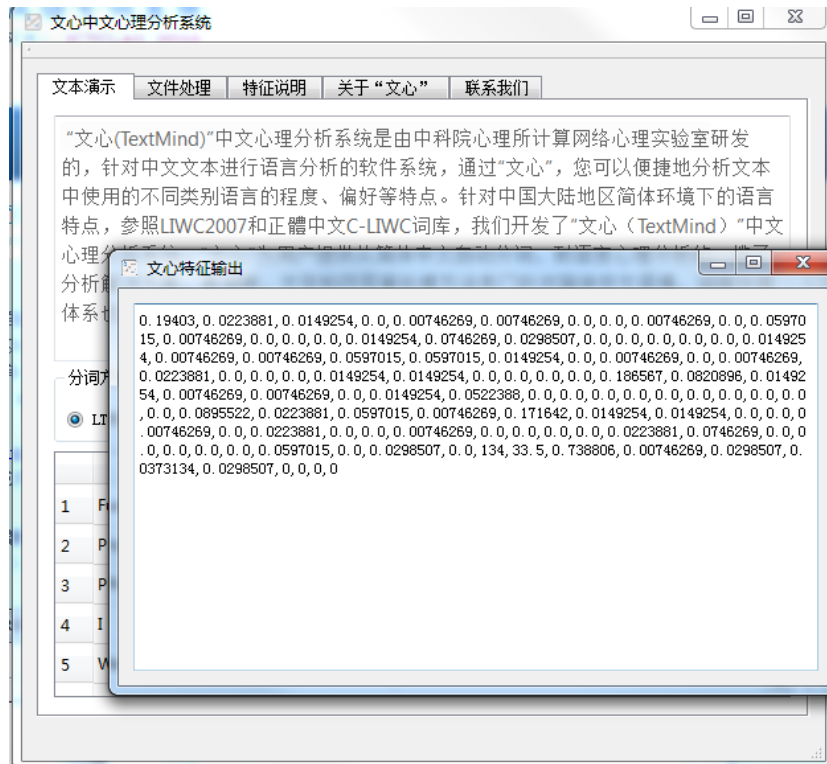 文心中文心理分析系统
文本演示 文件处理 特征说明 关于“文心” 联系我们
“文心(TextMind)”中文心理分析系统是由中科院心理所计算网络心理实验室研发
的，针对中文文本进行语言分析的软件系统，通过“文心”，您可以便捷地分析文本
中使用的不同类别语言的程度、偏好等特点。针对中国大陆地区简体环境下的语言
特点，参照LIWC2007和正體中文C-LIWC词库，我们开发了“文心（TextMind）”中文
心理
分析
体系
文心特征输出
0.19403,0.0223881,0.0149254,0.0,0.00746269,0.00746269,0.0,0.0,0.00746269,0.0,0.0597
015,0.00746269,0.0,0.0,0.0,0.0149254,0.0746269,0.0298507,0.0,0.0,0.0,0.0,0.0,0.014925
4,0.00746269,0.00746269,0.0597015,0.0597015,0.0149254,0.0,0.00746269,0.0,0.00746269,
0.0223881,0.0,0.0,0.0,0.0149254,0.0149254,0.0,0.0,0.0,0.0,0.0,0.186567,0.0820896,0.01492
54,0.00746269,0.00746269,0.0,0.0149254,0.0522388,0.0,0.0,0.0,0.0,0.0,0.0,0.0,0.0,0.0,0.0
,0.0,0.0895522,0.0223881,0.0597015,0.00746269,0.171642,0.0149254,0.0149254,0.0,0.0,0
.00746269,0.0,0.0223881,0.0,0.0,0.00746269,0.0,0.0,0.0,0.0,0.0223881,0.0746269,0.0,0
.0,0.0,0.0,0.0,0.0597015,0.0,0.0298507,0.0,134,33.5,0.738806,0.00746269,0.0298507,0.
0373134,0.0298507,0,0,0,0
分词
LT
1 F
2 P
3 P
4 I
5 W